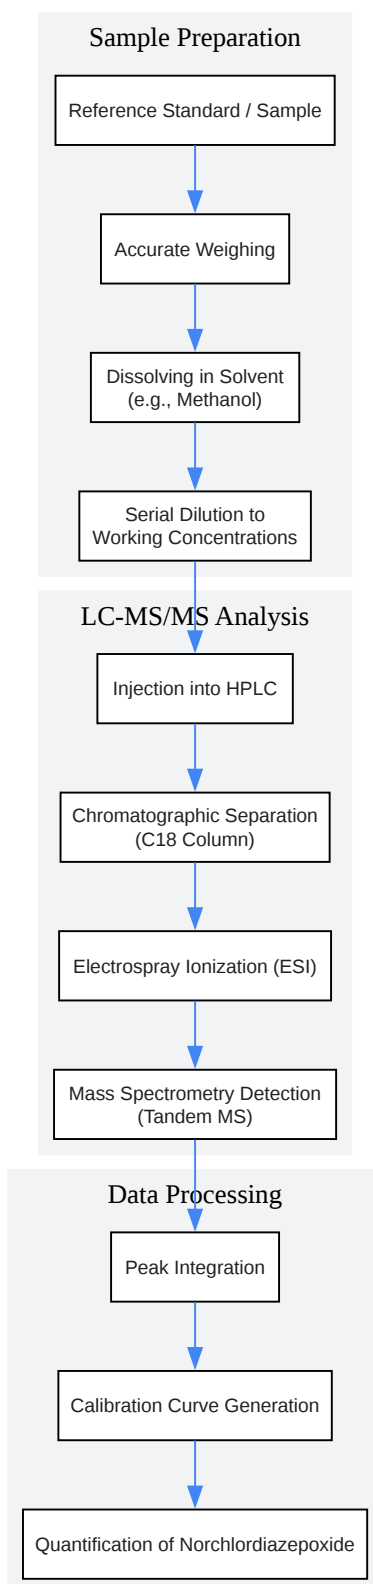 Sample Preparation
Reference Standard / Sample
Accurate Weighing
Dissolving in Solvent
(e.g., Methanol)
Serial Dilution to
Working Concentrations
LC-MS/MS Analysis
Injection into HPLC
Chromatographic Separation
(C18 Column)
Electrospray Ionization (ESI)
Mass Spectrometry Detection
(Tandem MS)
Data Processing
Peak Integration
Calibration Curve Generation
Quantification of Norchlordiazepoxide